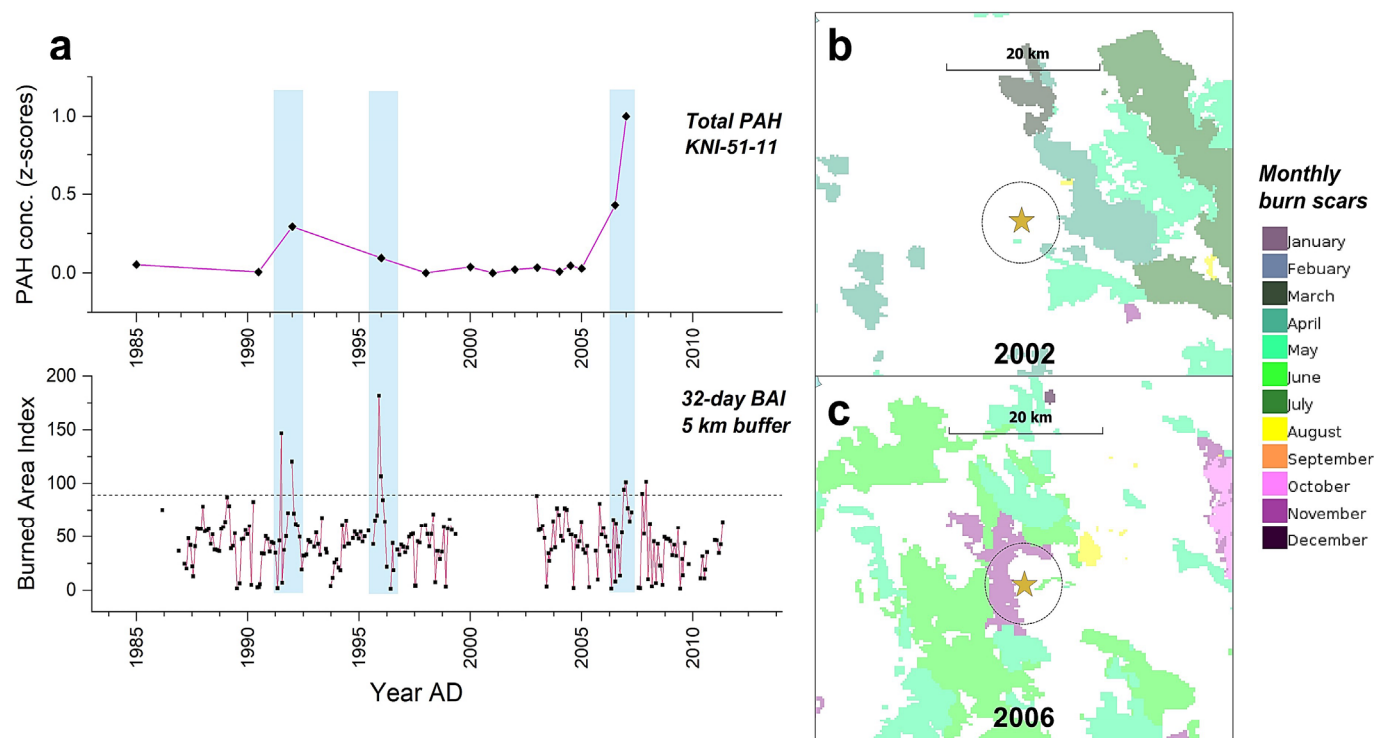 a
PAH conc. (z-scores)
1.0
0.5
0.0
Total PAH
KNI-51-11
1985
1990
1995
2000
2005
2010
Burned Area Index
200
150
100
50
0
32-day BAI
5 km buffer
1985
1990
1995
2000
2005
2010
Year AD
b
20 km
2002
c
20 km
2006
Monthly
burn scars
January
Febuary
March
April
May
June
July
August
September
October
November
December